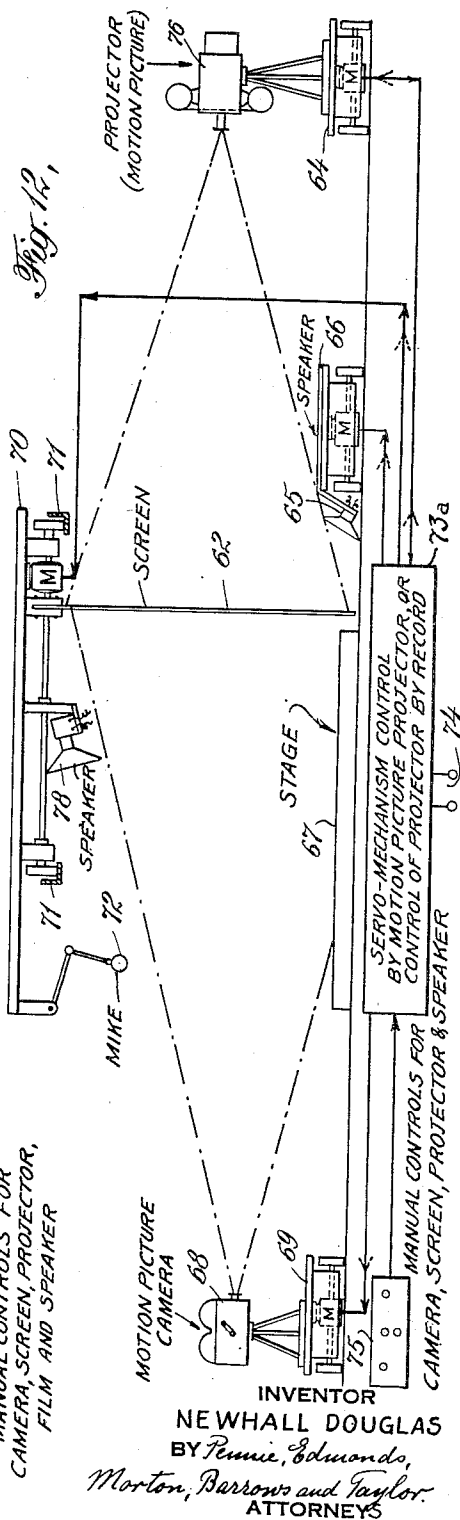 MANUAL CONTROLS FOR
CAMERA, SCREEN, PROJECTOR,
FILM AND SPEAKER
Fig. 12,
PROJECTOR
(MOTION PICTURE)
76
M
64
70
71
M
SCREEN
62
SPEAKER
66
65
M
78
SPEAKER
71
72
MIKE
STAGE
67
73a
SERVO-MECHANISM CONTROL
BY MOTION PICTURE PROJECTOR, OR
CONTROL OF PROJECTOR BY RECORD
74
MOTION PICTURE
CAMERA
68
69
M
75
MANUAL CONTROLS FOR
CAMERA, SCREEN, PROJECTOR & SPEAKER
INVENTOR
NEWHALL DOUGLAS
BY Pennie, Edmonds,
Morton, Barrows and Taylor.
ATTORNEYS